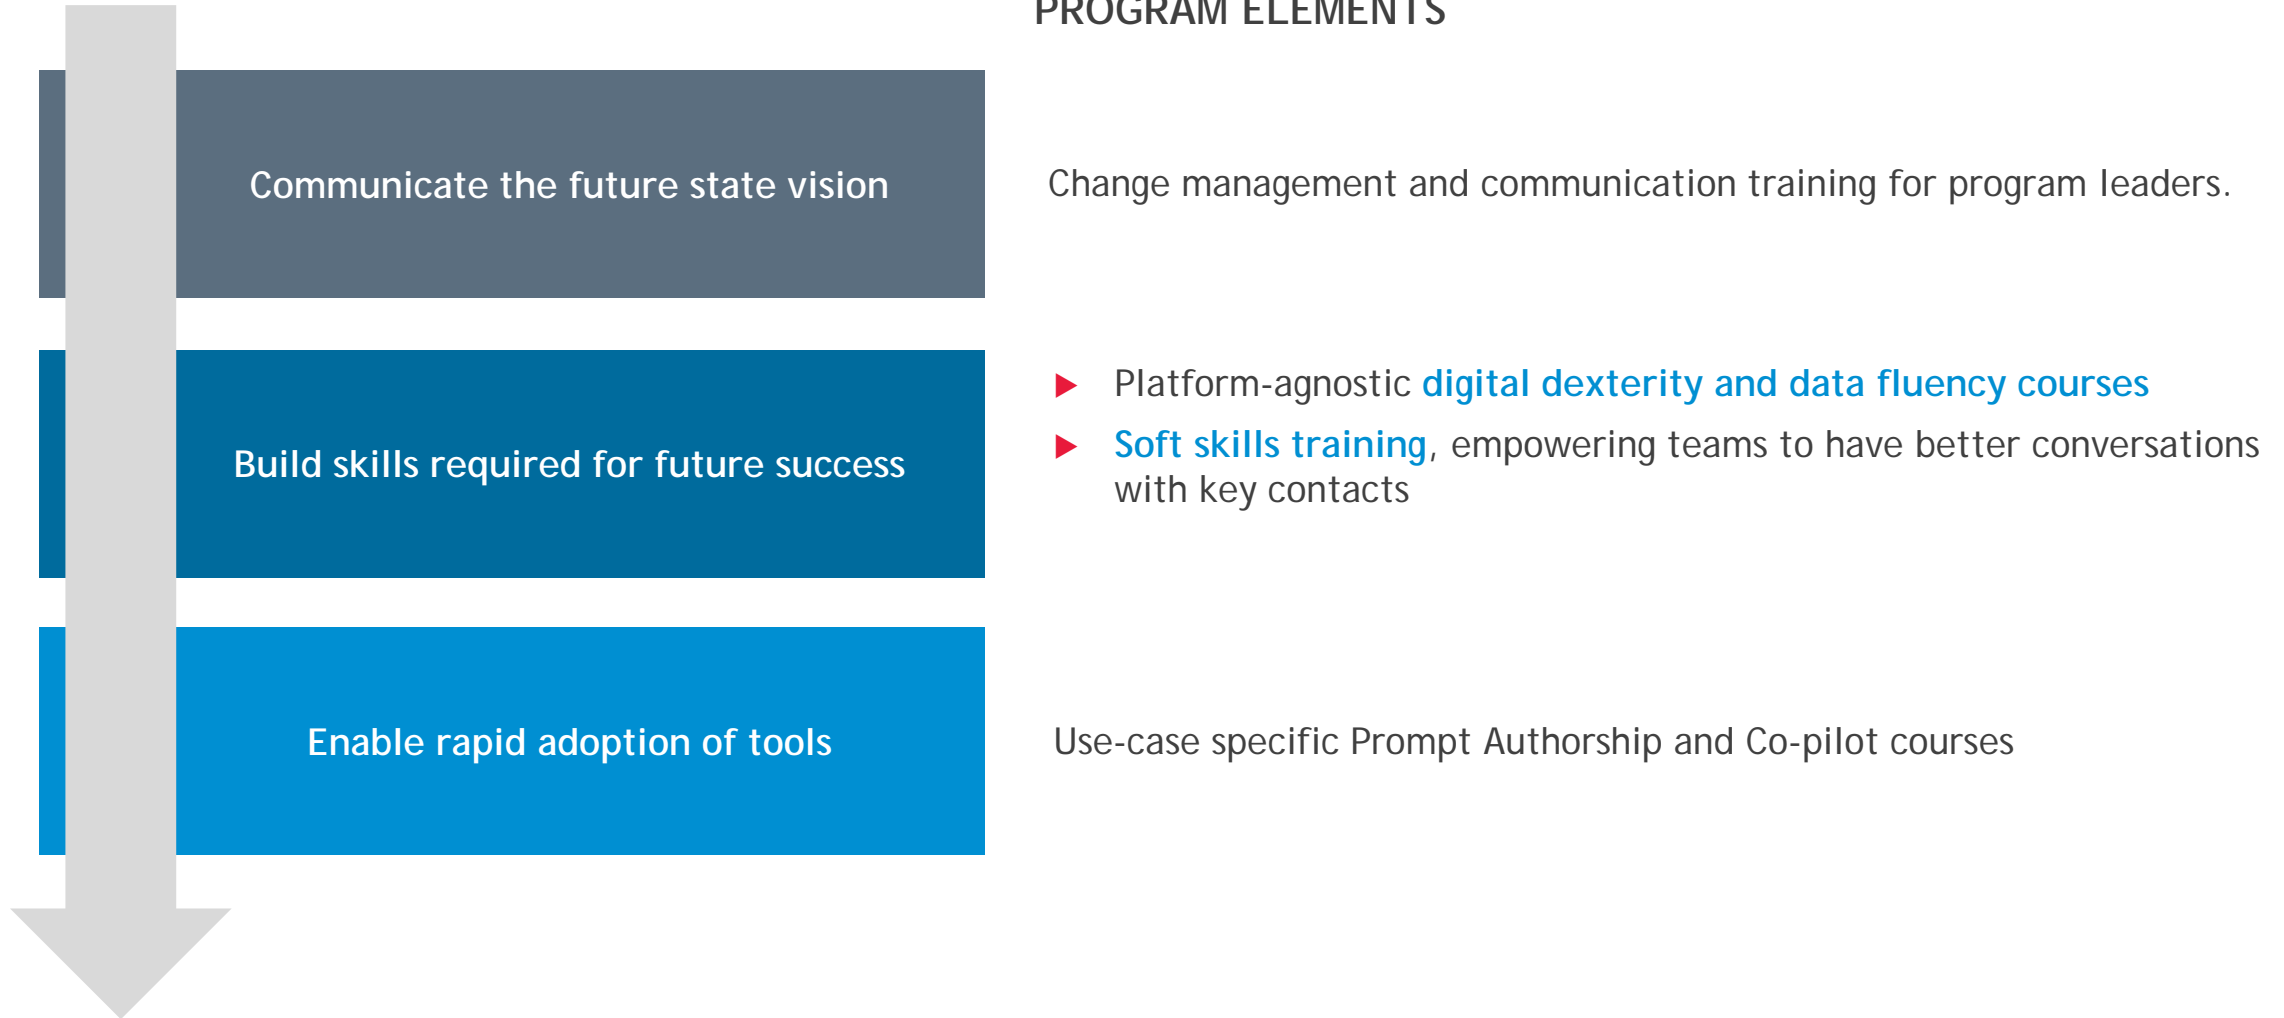 PROGRAM ELEMENTS
Communicate the future state vision
Change management and communication training for program leaders.
Build skills required for future success
▶ Platform-agnostic digital dexterity and data fluency courses
▶ Soft skills training, empowering teams to have better conversations
with key contacts
Enable rapid adoption of tools
Use-case specific Prompt Authorship and Co-pilot courses